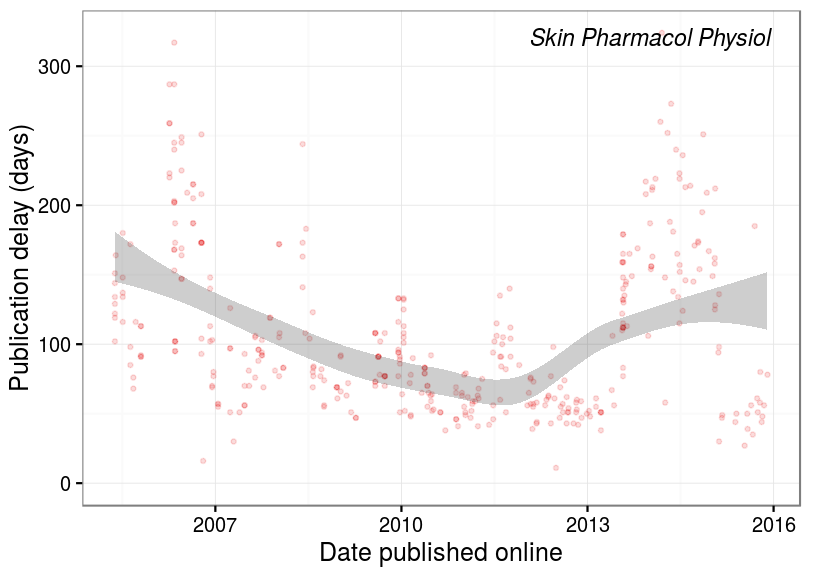 Skin Pharmacol Physiol
Publication delay (days)
300
200
100
0
2007 2010 2013 2016
Date published online